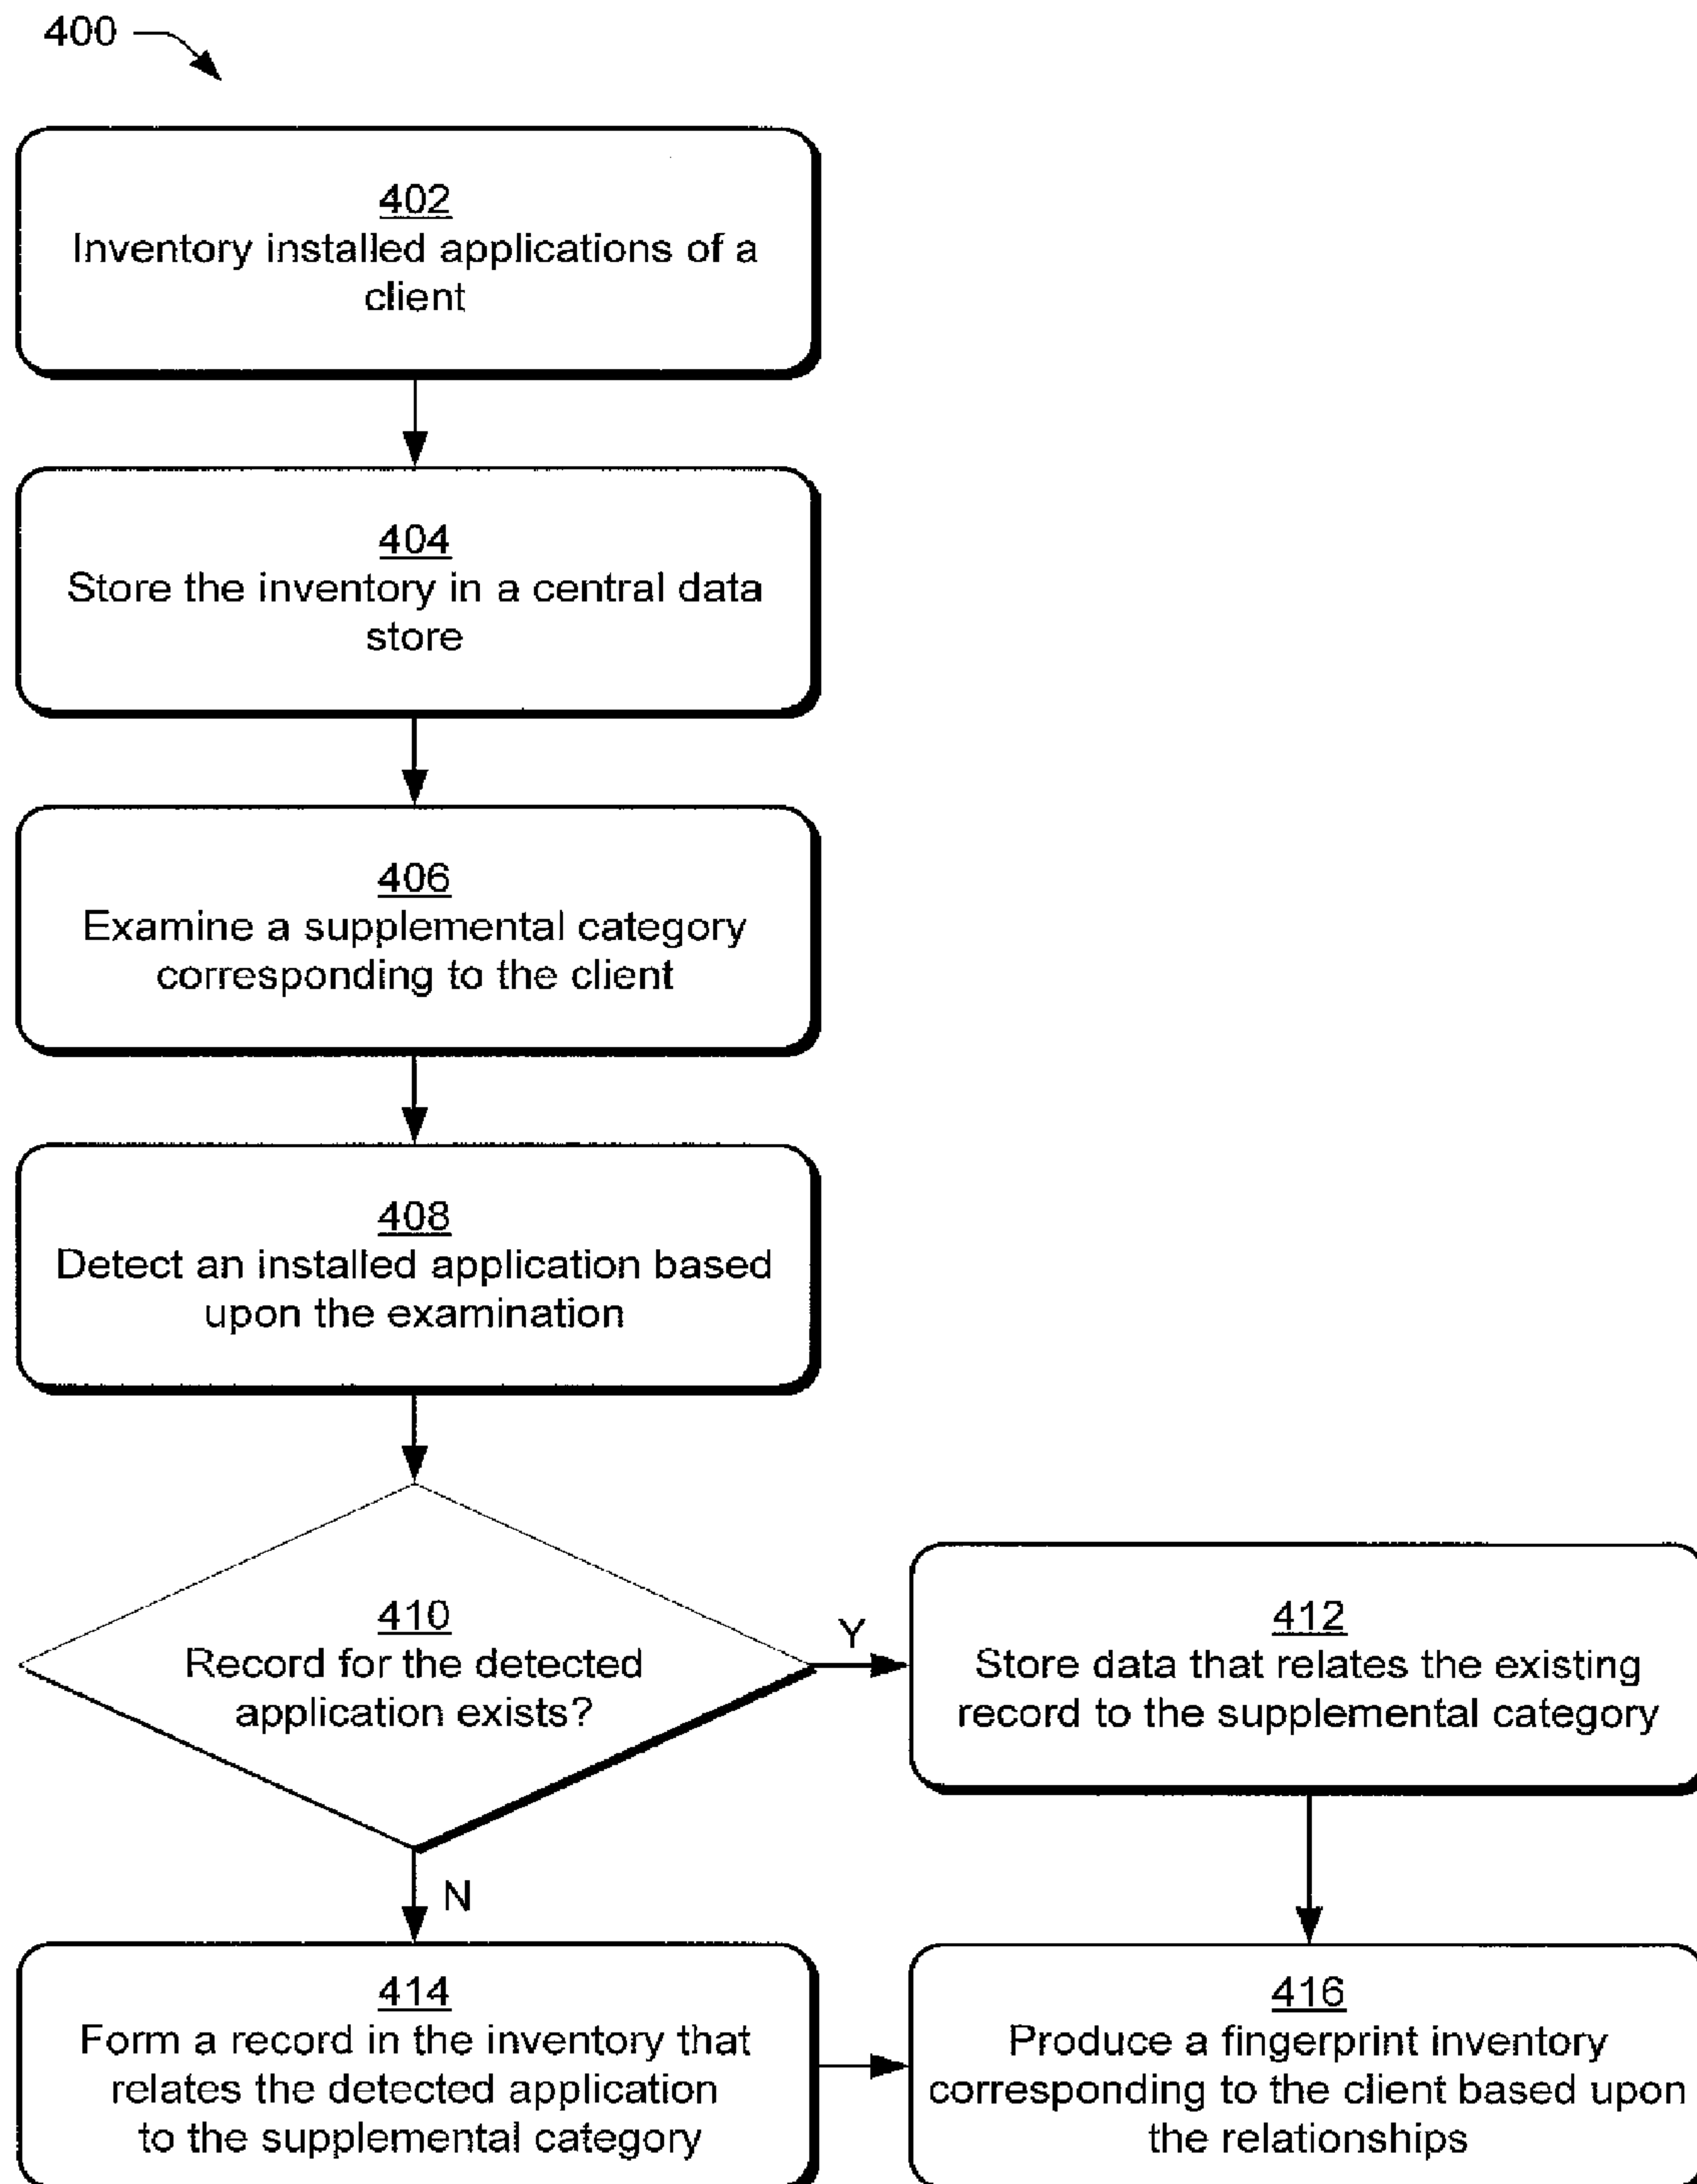 400
402
Inventory installed applications of a
client
404
Store the inventory in a central data
store
406
Examine a supplemental category
corresponding to the client
408
Detect an installed application based
upon the examination
410
Record for the detected
application exists?
Y
412
Store data that relates the existing
record to the supplemental category
N
414
Form a record in the inventory that
relates the detected application
to the supplemental category
416
Produce a fingerprint inventory
corresponding to the client based upon
the relationships